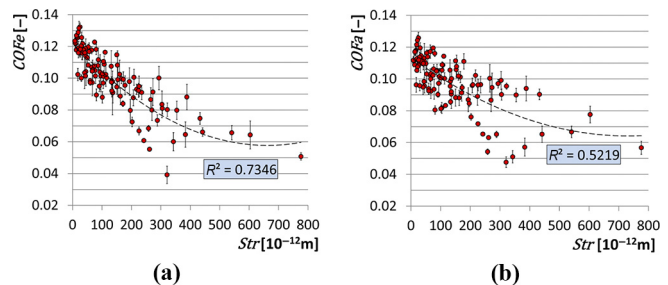 COFe [–]
0.14
0.12
0.10
0.08
0.06
0.04
0.02
R² = 0.7346
0 100 200 300 400 500 600 700 800
Str [10⁻¹²m]
(a)
COFa [–]
0.14
0.12
0.10
0.08
0.06
0.04
0.02
R² = 0.5219
0 100 200 300 400 500 600 700 800
Str [10⁻¹²m]
(b)